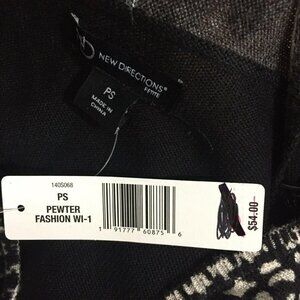 NEW DIRECTIONS®
PETITE
PS
MADE IN
CHINA
1405068
PS
PEWTER
FASHION WI-1
1 91777 60875 6
$54.00